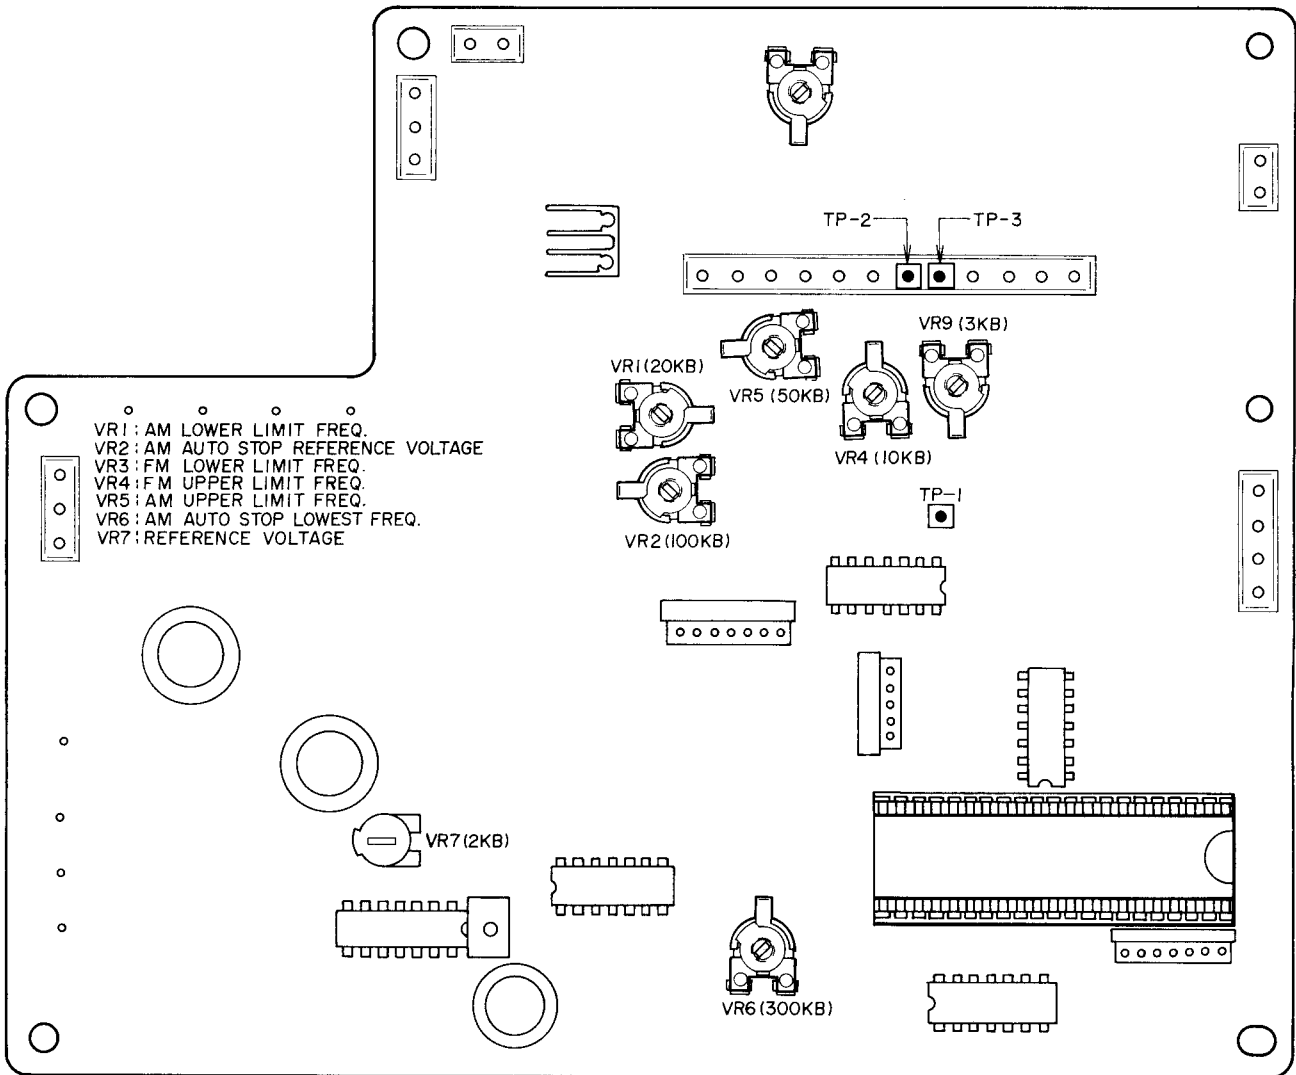 TP-2
TP-3
VR9 (3KB)
VR1(20KB)
VR5 (50KB)
VR4 (10KB)
VR1: AM LOWER LIMIT FREQ.
VR2: AM AUTO STOP REFERENCE VOLTAGE
VR3: FM LOWER LIMIT FREQ.
VR4: FM UPPER LIMIT FREQ.
VR5: AM UPPER LIMIT FREQ.
VR6: AM AUTO STOP LOWEST FREQ.
VR7: REFERENCE VOLTAGE
TP-1
VR2(100KB)
VR7(2KB)
VR6(300KB)